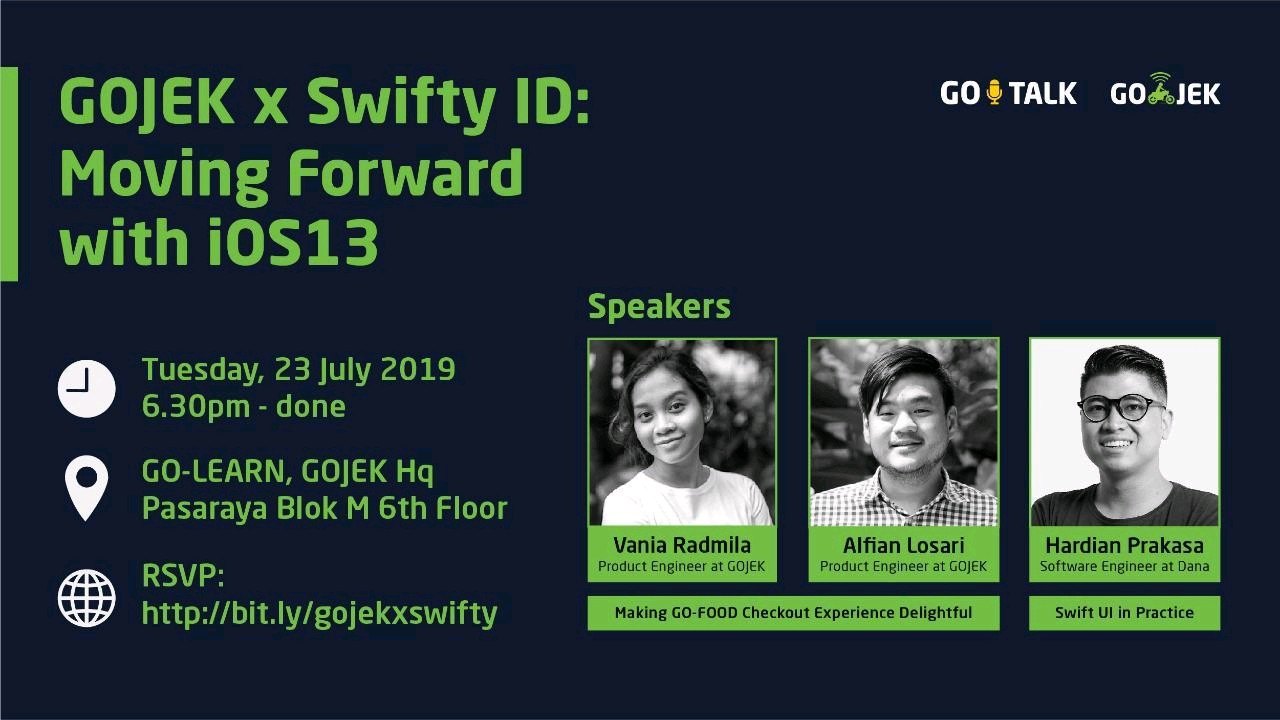 GOJEK x Swifty ID:
Moving Forward
with iOS13
GO TALK
GO JEK
Tuesday, 23 July 2019
6.30pm - done
GO-LEARN, GOJEK Hq
Pasaraya Blok M 6th Floor
RSVP:
http://bit.ly/gojekxswifty
Speakers
Vania Radmila
Product Engineer at GOJEK
Alfian Losari
Product Engineer at GOJEK
Hardian Prakasa
Software Engineer at Dana
Making GO-FOOD Checkout Experience Delightful
Swift UI in Practice